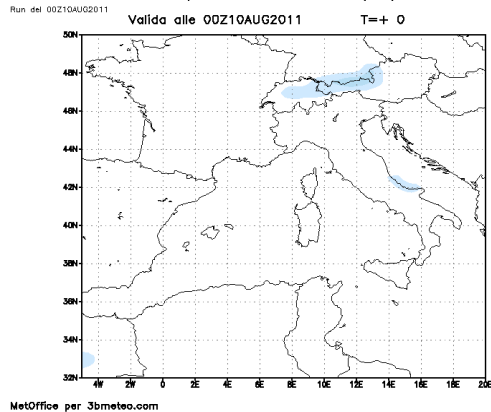 Run del 00Z10AUG2011
Valida alle 00Z10AUG2011 T=+ 0
50N
48N
46N
44N
42N
40N
38N
36N
34N
32N
4W 2W 0 2E 4E 6E 8E 10E 12E 14E 16E 18E 20E
MetOffice per 3bmeteo.com